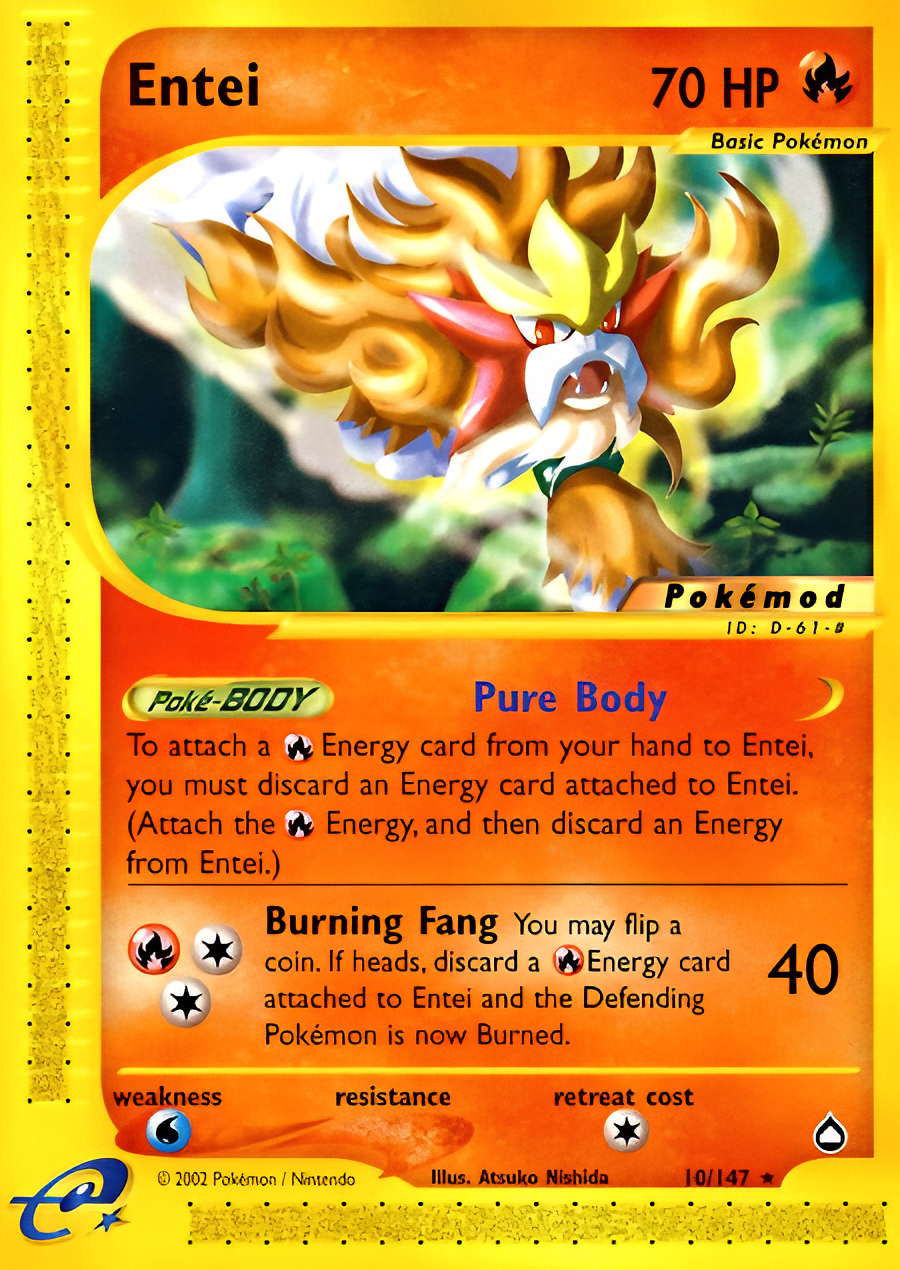 Entei
70 HP
Basic Pokémon
Pokémod
ID: D-61-#
Poké-BODY
Pure Body
To attach a Energy card from your hand to Entei,
you must discard an Energy card attached to Entei.
(Attach the Energy, and then discard an Energy
from Entei.)
Burning Fang You may flip a
coin. If heads, discard a Energy card
attached to Entei and the Defending
Pokémon is now Burned.
40
weakness
resistance
retreat cost
© 2002 Pokémon / Nintendo
Illus. Atsuko Nishida
10/147
e